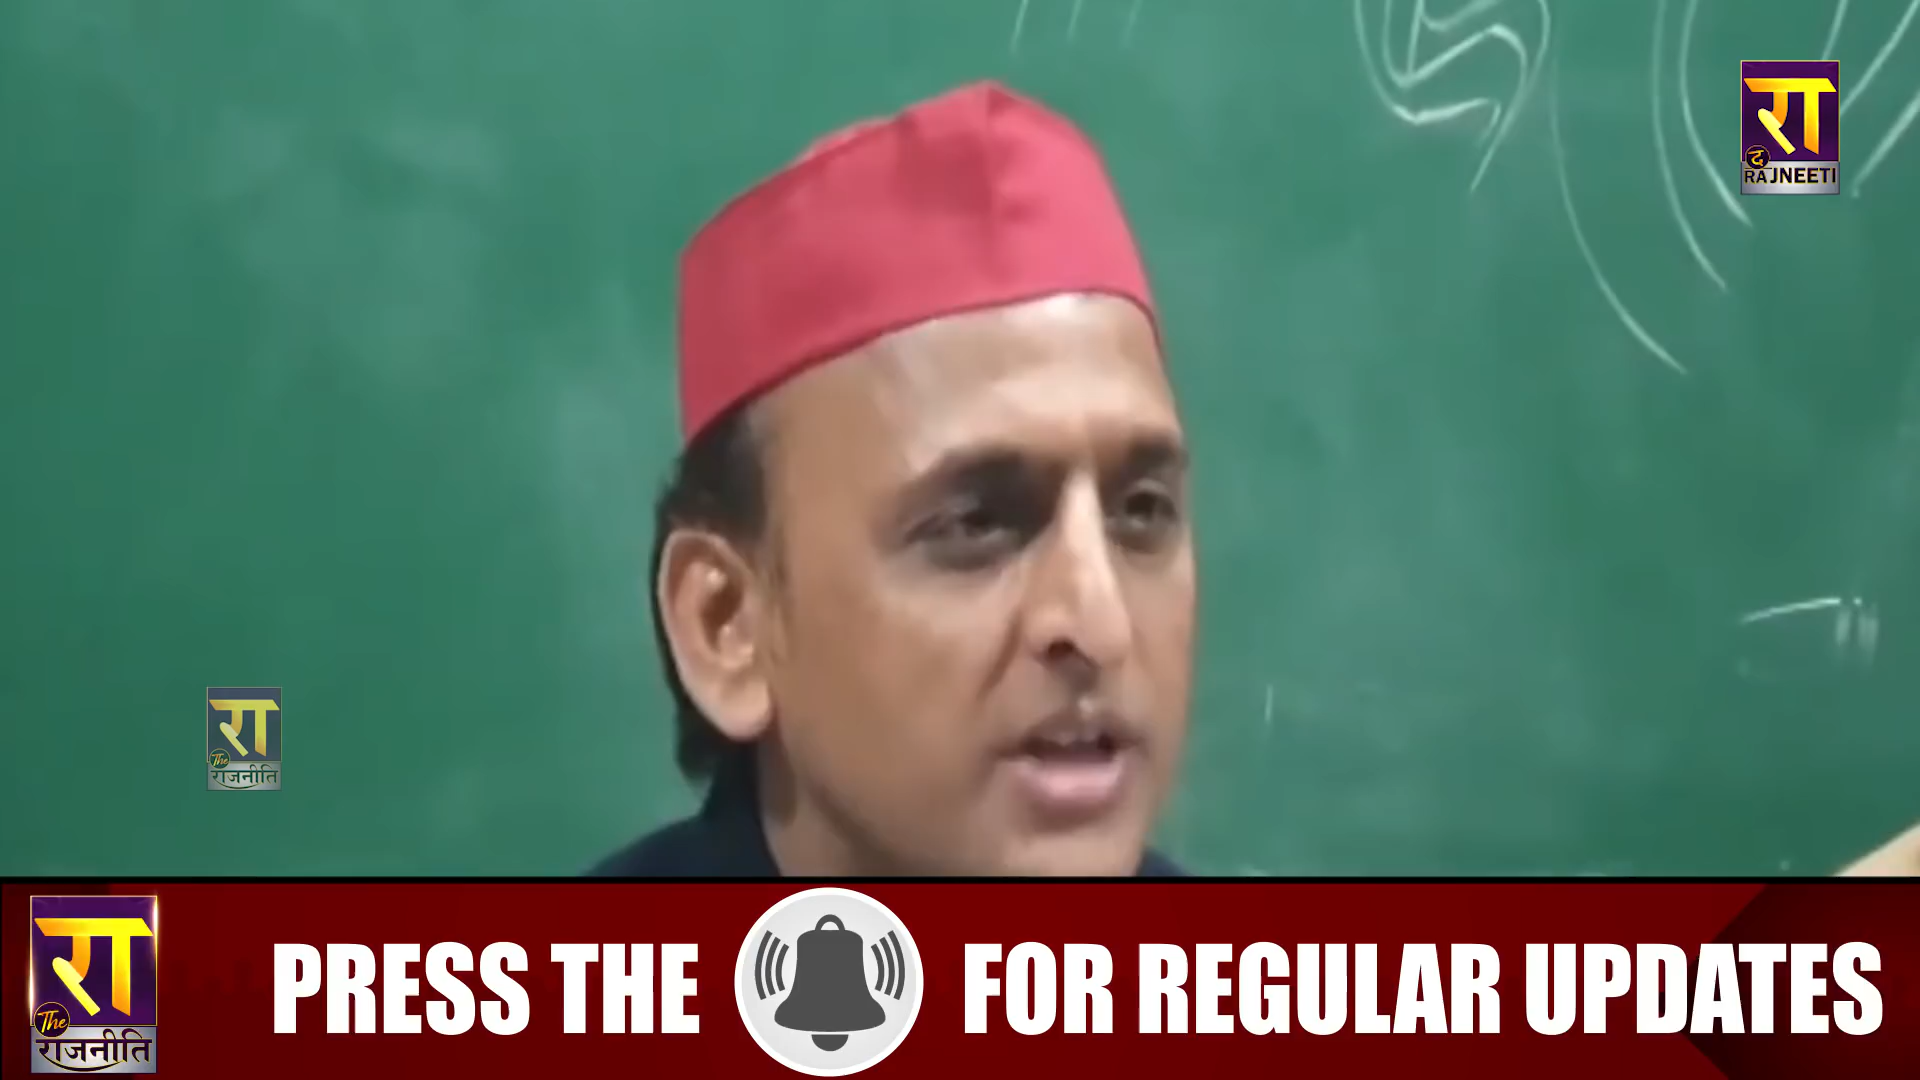 रा
द
RAJNEETI
रा
The
राजनीति
रा
The
राजनीति
PRESS THE FOR REGULAR UPDATES